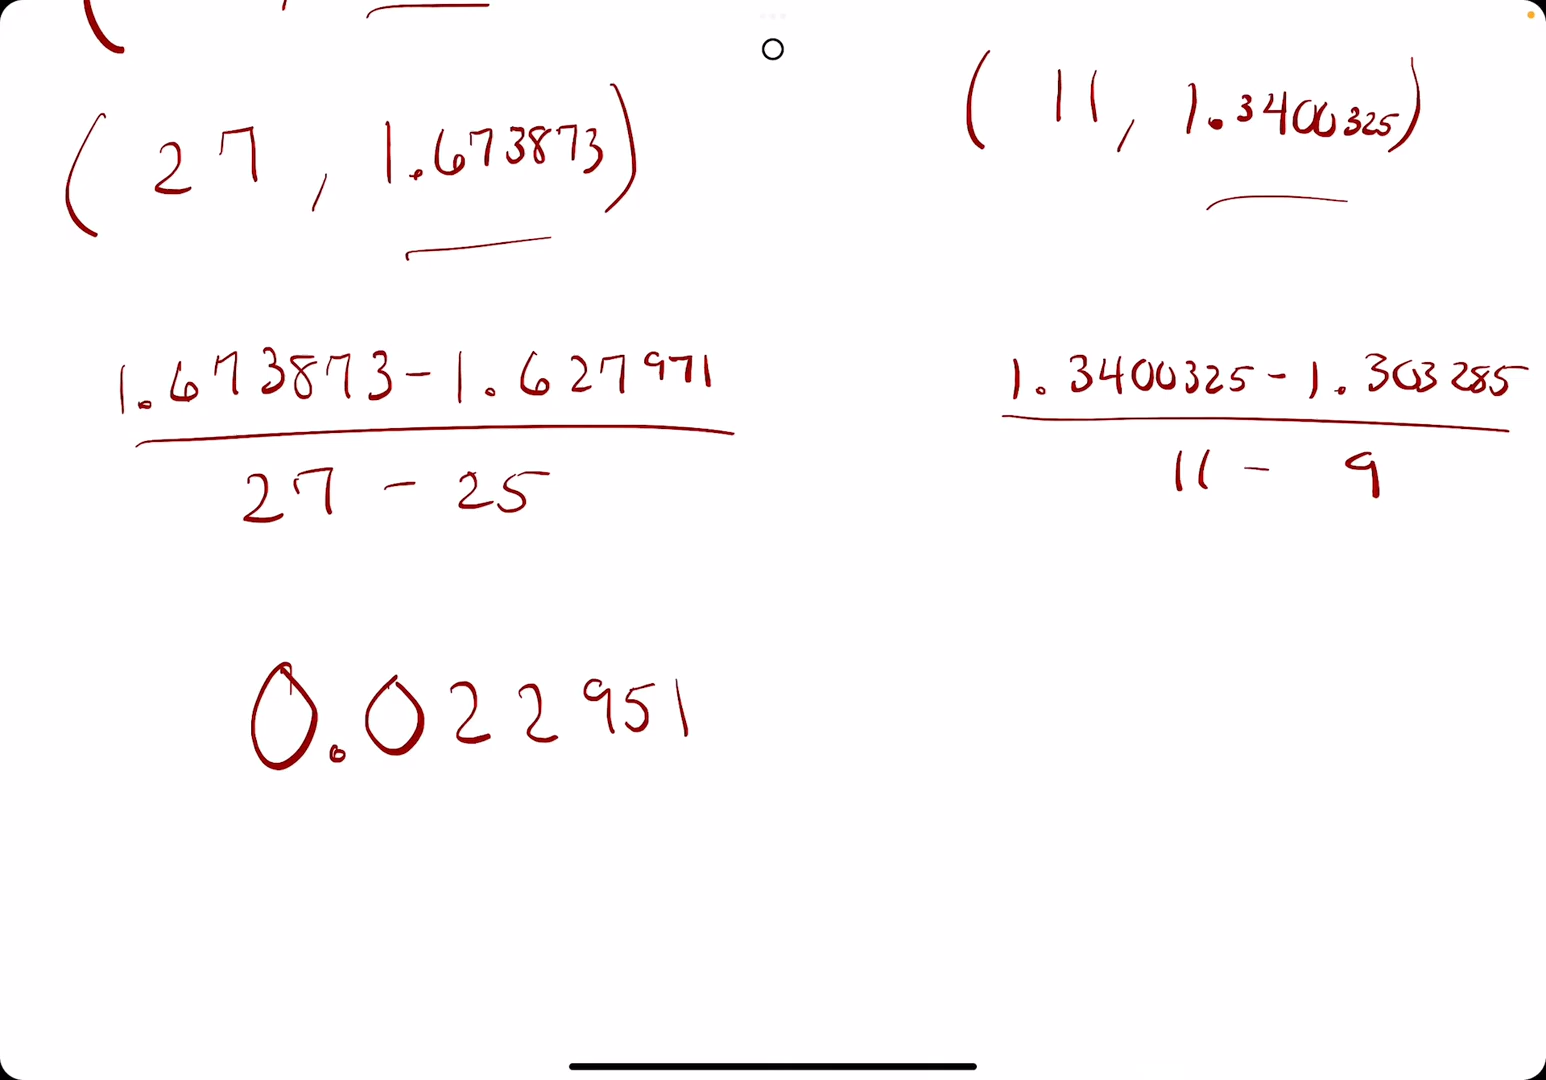 ( 27 , 1.673873)
( 11 , 1.3400325)
1.673873 - 1.627971
27 - 25
1.3400325 - 1.303285
11 - 9
0.022951